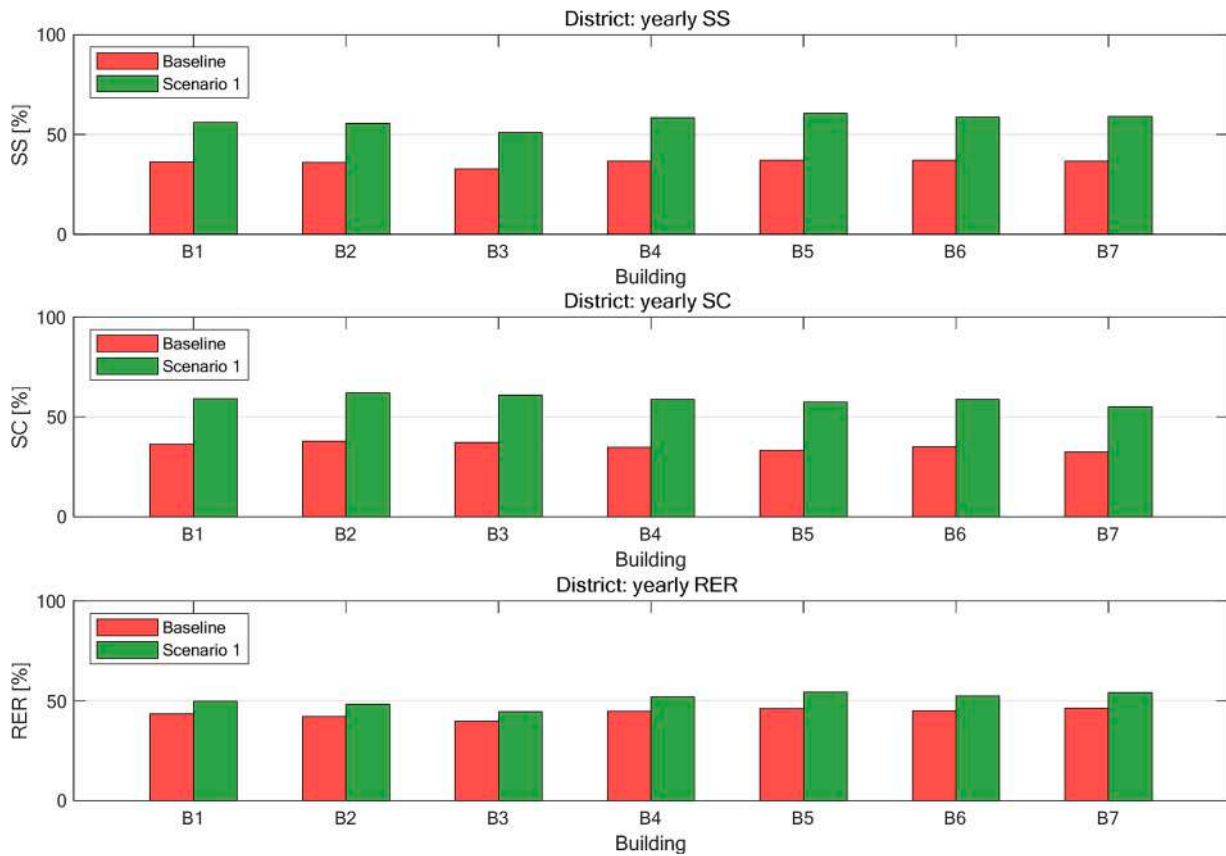 District: yearly SS
100
Baseline
Scenario 1
SS [%]
50
0
B1 B2 B3 B4 B5 B6 B7
Building
District: yearly SC
100
Baseline
Scenario 1
SC [%]
50
0
B1 B2 B3 B4 B5 B6 B7
Building
District: yearly RER
100
Baseline
Scenario 1
RER [%]
50
0
B1 B2 B3 B4 B5 B6 B7
Building